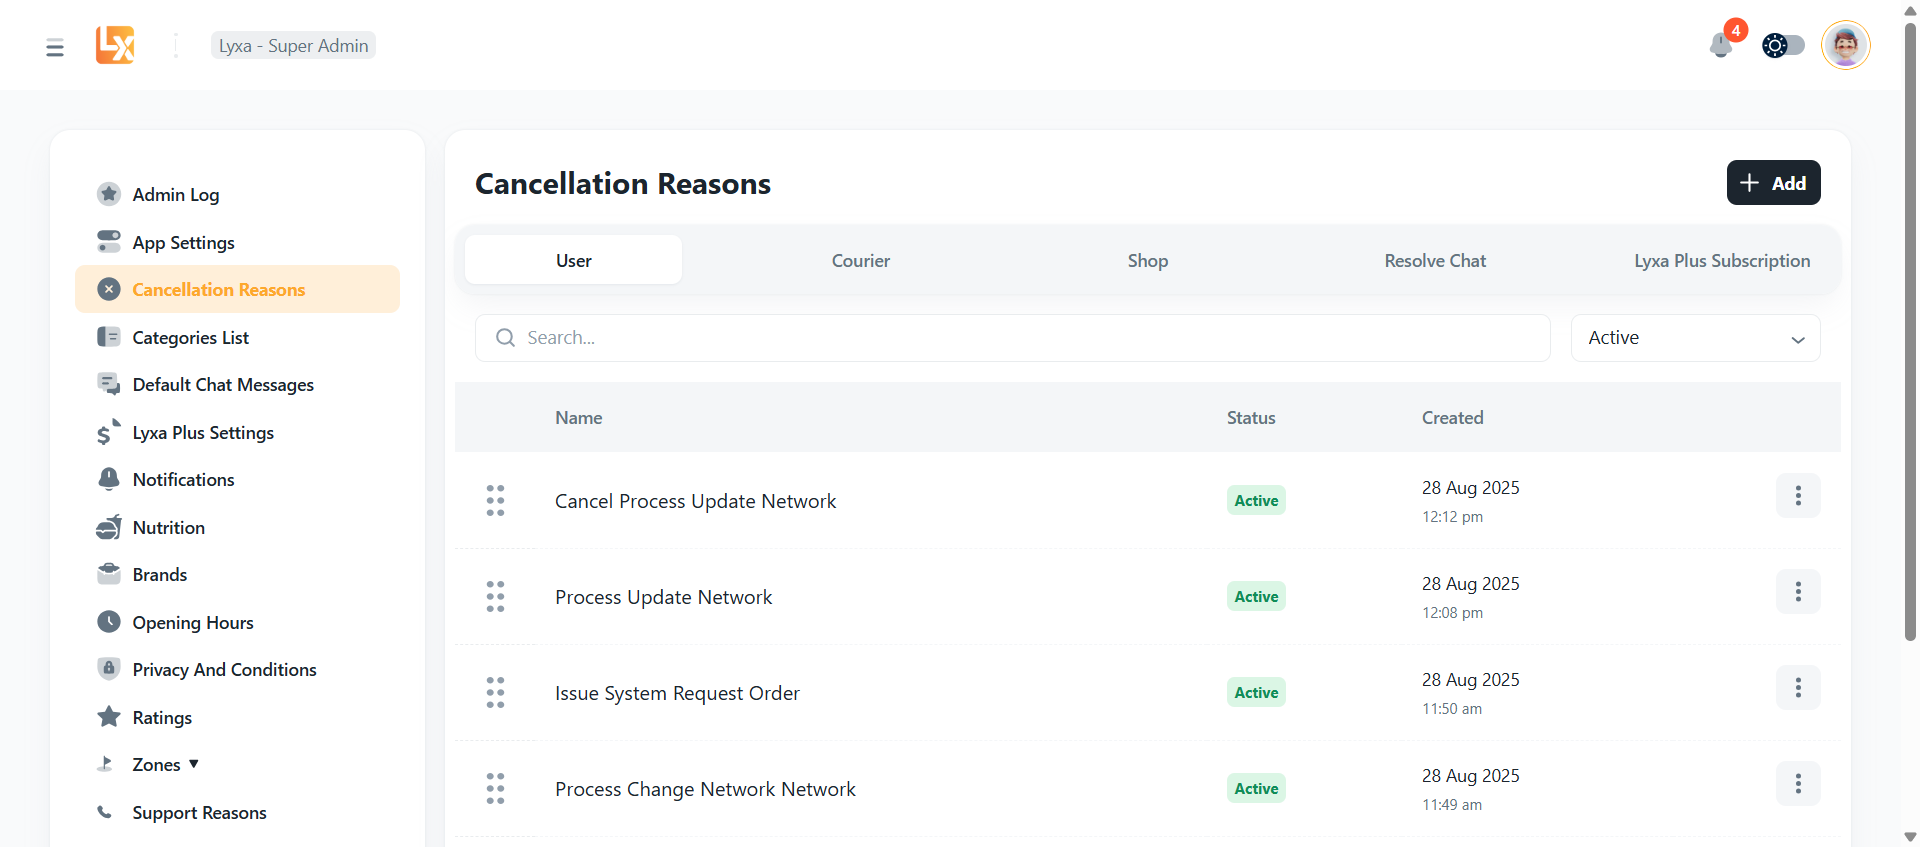 LX
Lyxa - Super Admin
4
Admin Log
App Settings
Cancellation Reasons
Categories List
Default Chat Messages
Lyxa Plus Settings
Notifications
Nutrition
Brands
Opening Hours
Privacy And Conditions
Ratings
Zones
Support Reasons
Cancellation Reasons
Add
User Courier Shop Resolve Chat Lyxa Plus Subscription
Search... Active
Name Status Created
Cancel Process Update Network Active 28 Aug 2025
12:12 pm
Process Update Network Active 28 Aug 2025
12:08 pm
Issue System Request Order Active 28 Aug 2025
11:50 am
Process Change Network Network Active 28 Aug 2025
11:49 am